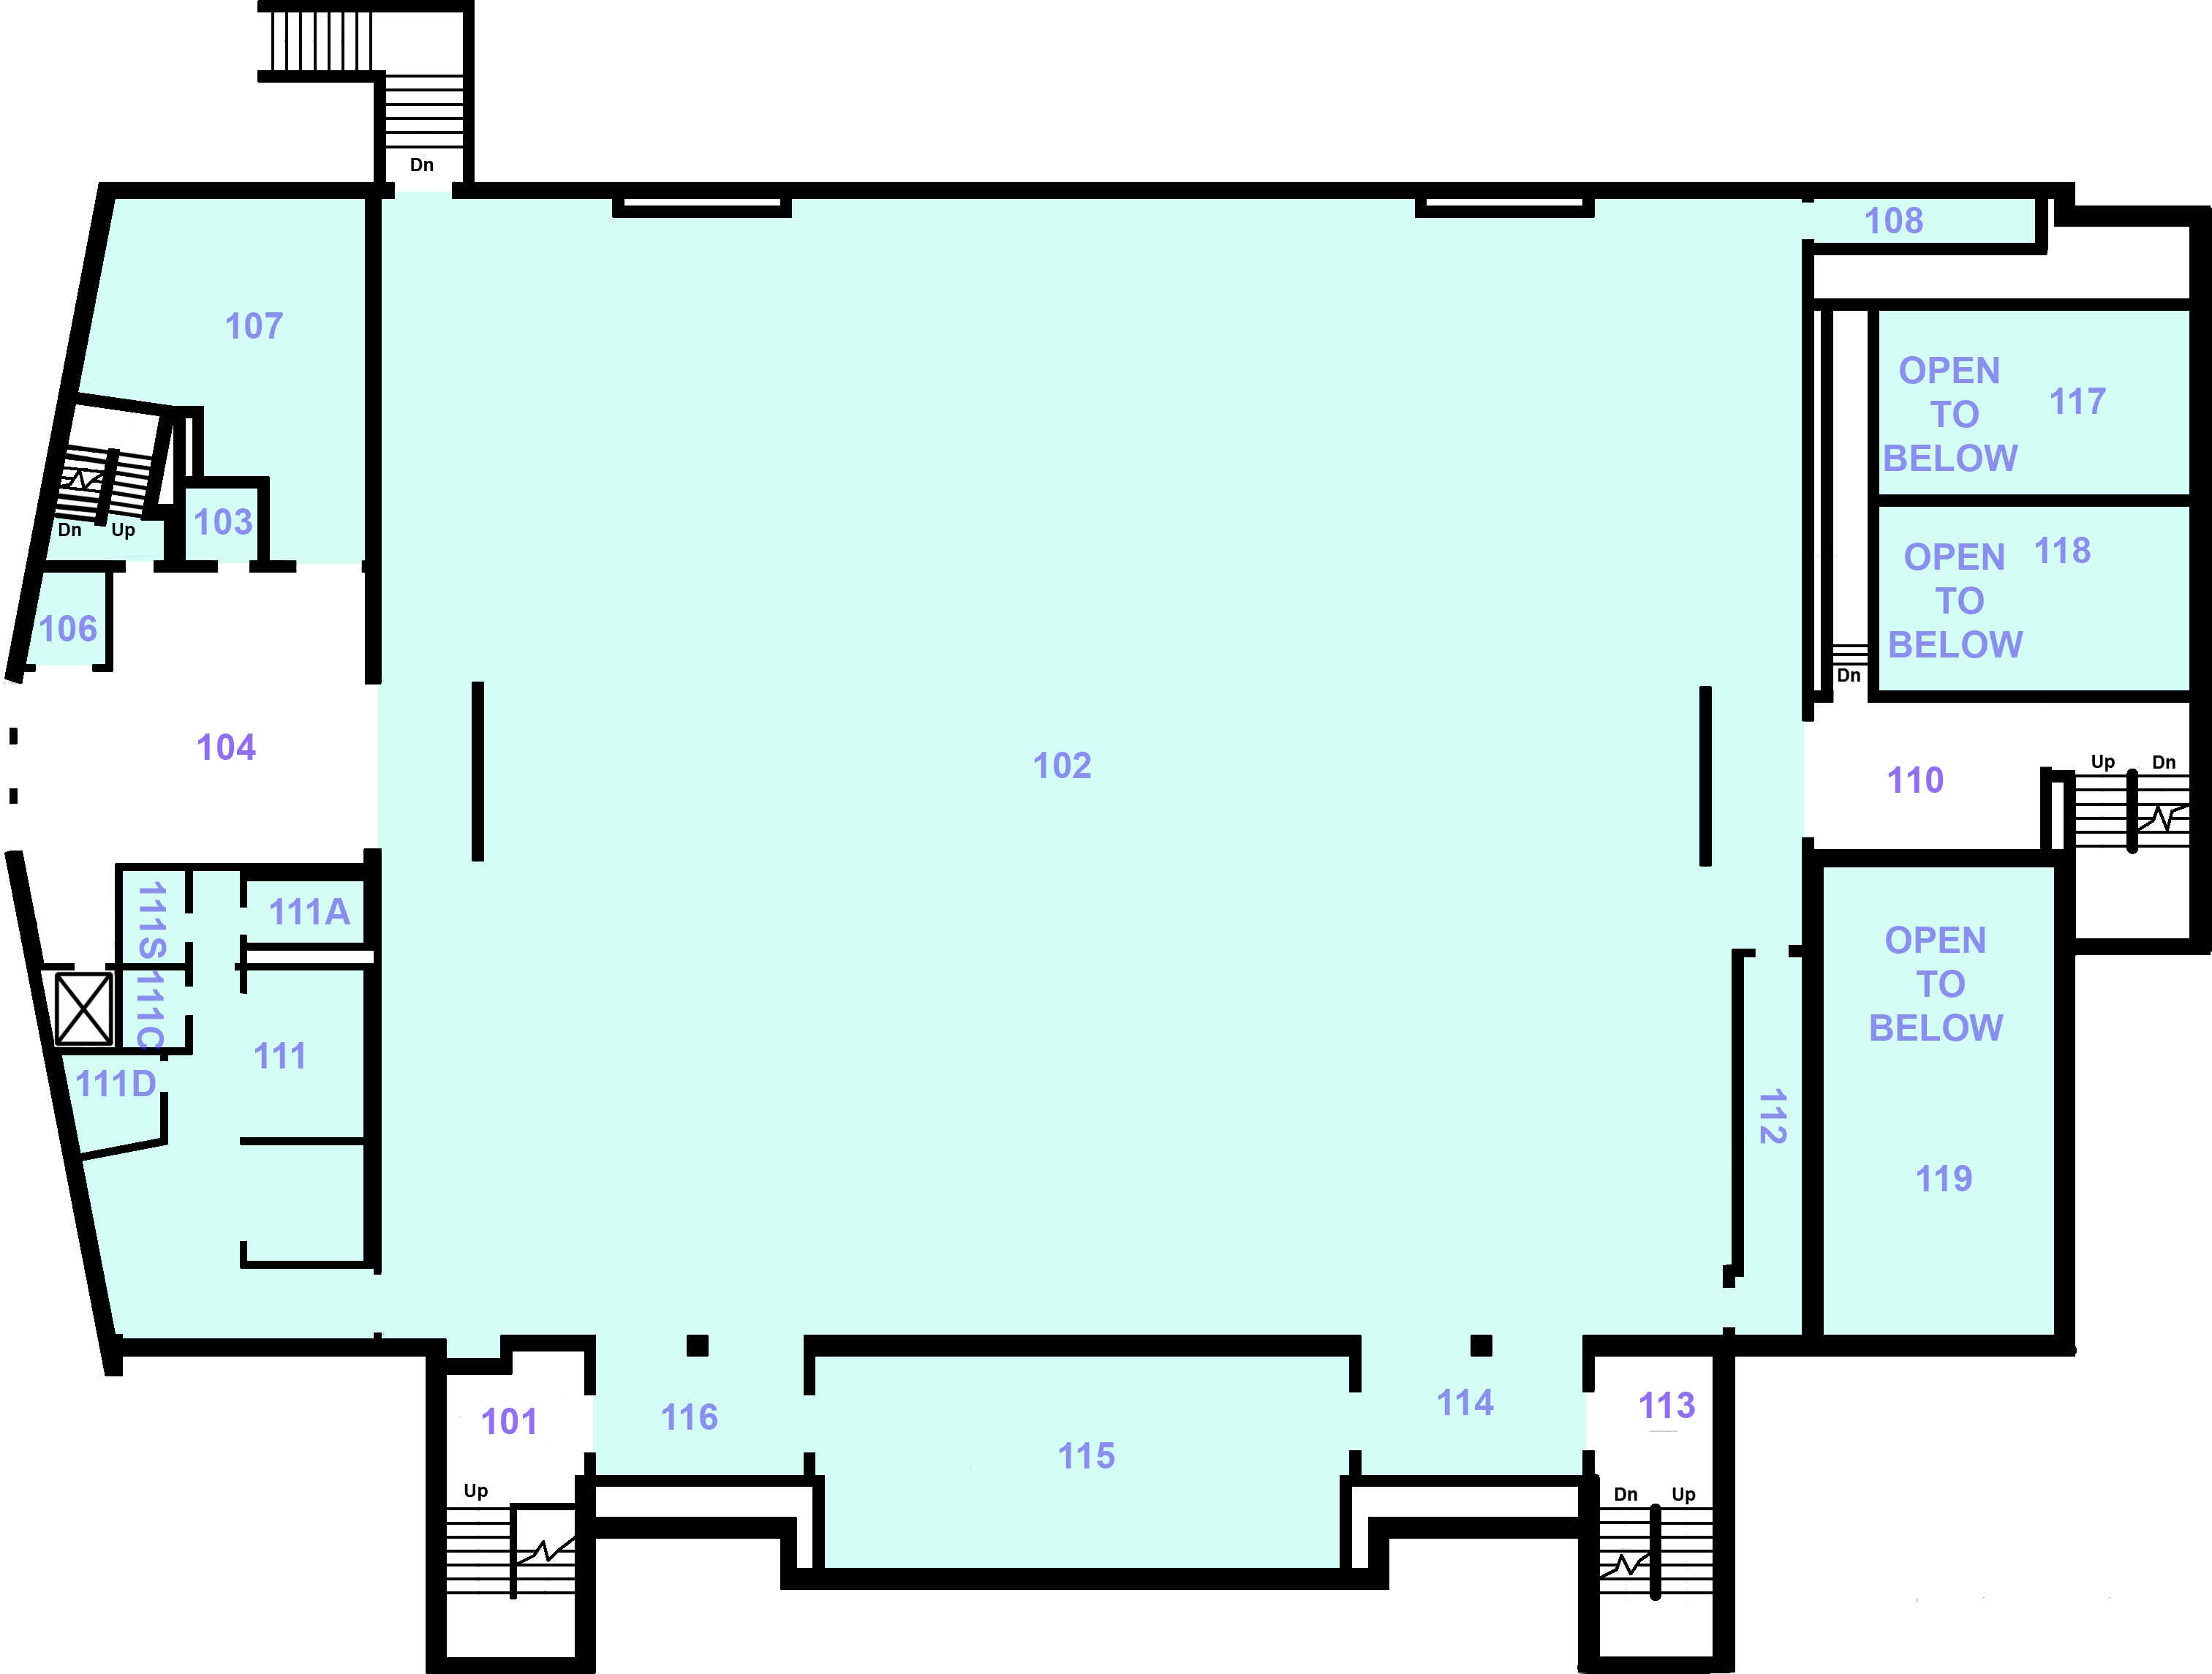 Dn
108
107
OPEN
TO
BELOW
117
103
Dn
Up
OPEN
TO
BELOW
118
106
Dn
104
102
110
Up
Dn
111S
111A
111C
111
111D
OPEN
TO
BELOW
112
119
101
116
115
114
113
Up
Dn
Up